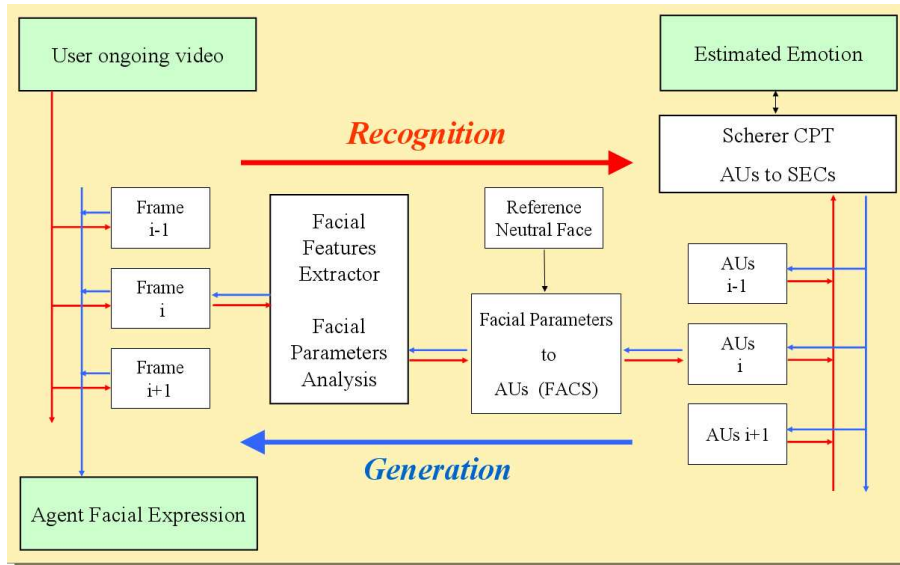 User ongoing video
Estimated Emotion
Recognition
Scherer CPT
AUs to SECs
Frame
i-1
Frame
i
Frame
i+1
Facial
Features
Extractor
Facial
Parameters
Analysis
Reference
Neutral Face
Facial Parameters
to
AUs (FACS)
AUs
i-1
AUs
i
AUs i+1
Generation
Agent Facial Expression